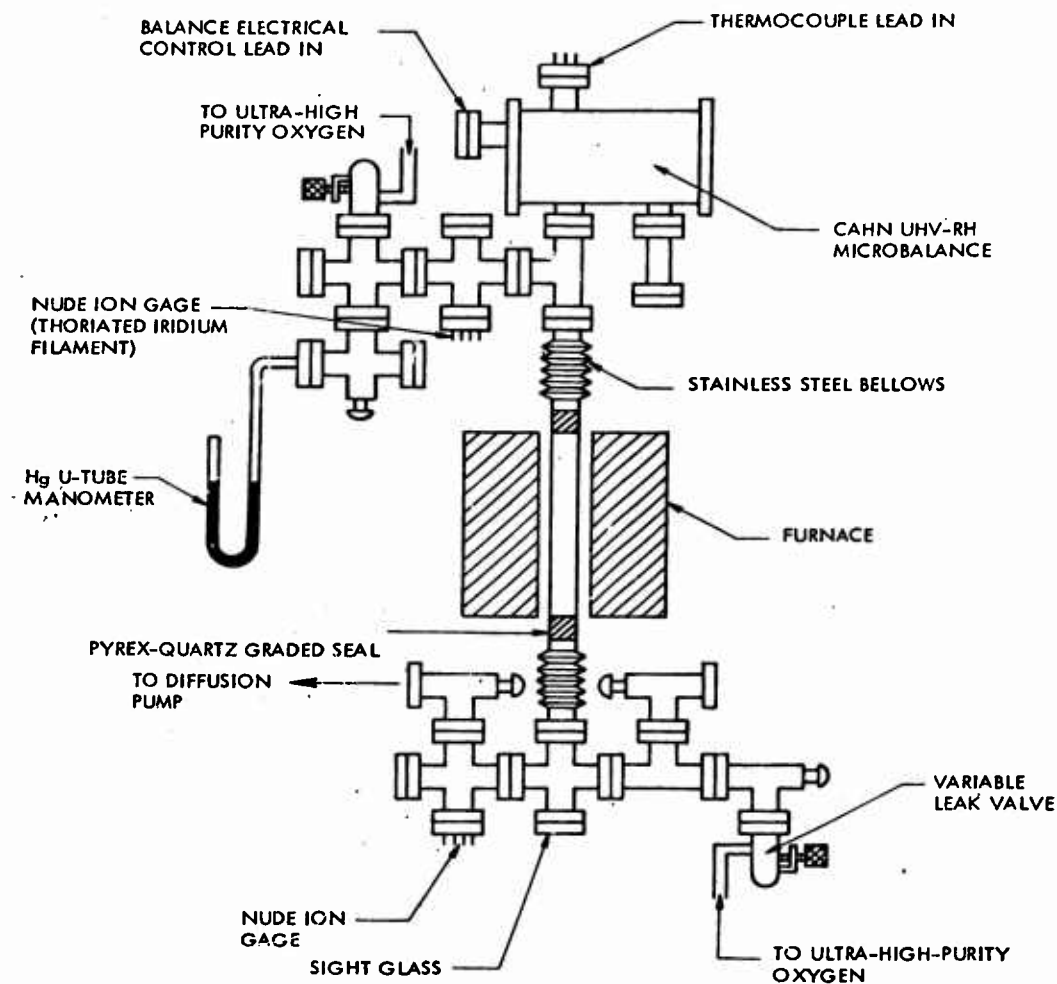 BALANCE ELECTRICAL
CONTROL LEAD IN
THERMOCOUPLE LEAD IN
TO ULTRA-HIGH
PURITY OXYGEN
CAHN UHV-RH
MICROBALANCE
NUDE ION GAGE
(THORIATED IRIDIUM
FILAMENT)
STAINLESS STEEL BELLOWS
Hg U-TUBE
MANOMETER
FURNACE
PYREX-QUARTZ GRADED SEAL
TO DIFFUSION
PUMP
VARIABLE
LEAK VALVE
NUDE ION
GAGE
SIGHT GLASS
TO ULTRA-HIGH-PURITY
OXYGEN